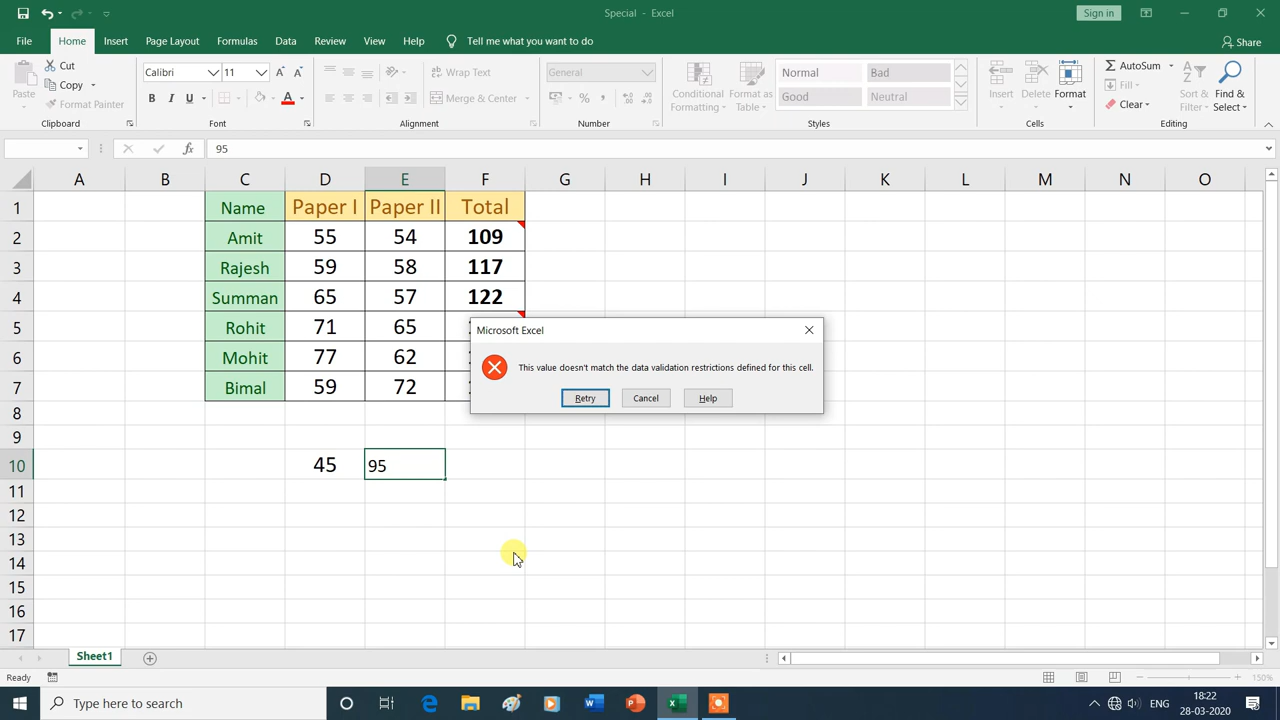 Special - Excel
Sign in
File Home Insert Page Layout Formulas Data Review View Help Tell me what you want to do Share
Paste
Cut
Copy
Format Painter
Clipboard
Calibri 11
B I U A
Font
Wrap Text
Merge & Center
Alignment
General
% ,
Number
Conditional Formatting
Format as Table
Normal Bad
Good Neutral
Styles
Insert Delete Format
Cells
AutoSum
Fill
Clear
Sort & Filter
Find & Select
Editing
fx 95
A B C D E F G H I J K L M N O
1 Name Paper I Paper II Total
2 Amit 55 54 109
3 Rajesh 59 58 117
4 Summan 65 57 122
5 Rohit 71 65
6 Mohit 77 62
7 Bimal 59 72
8
9
10 45 95
11
12
13
14
15
16
17
Microsoft Excel
This value doesn't match the data validation restrictions defined for this cell.
Retry Cancel Help
Sheet1
Ready
150%
Type here to search
ENG
18:22
28-03-2020